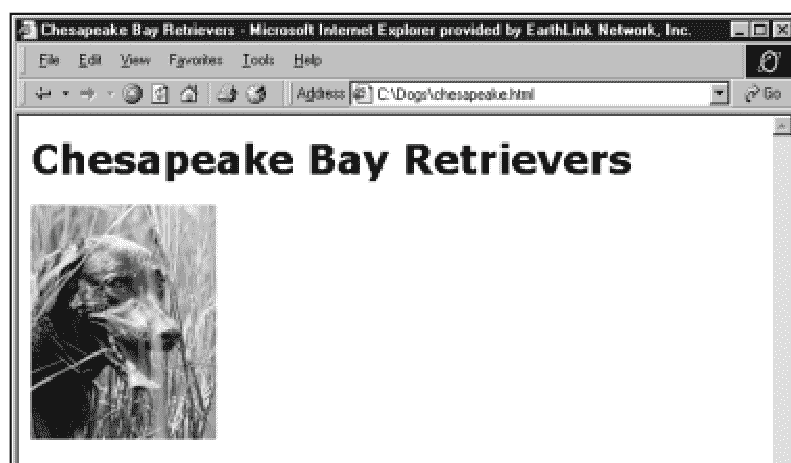 Chesapeake Bay Retrievers - Microsoft Internet Explorer provided by EarthLink Network, Inc.
File Edit View Favorites Tools Help
Address C:\Dogs\chesapeake.html Go
Chesapeake Bay Retrievers